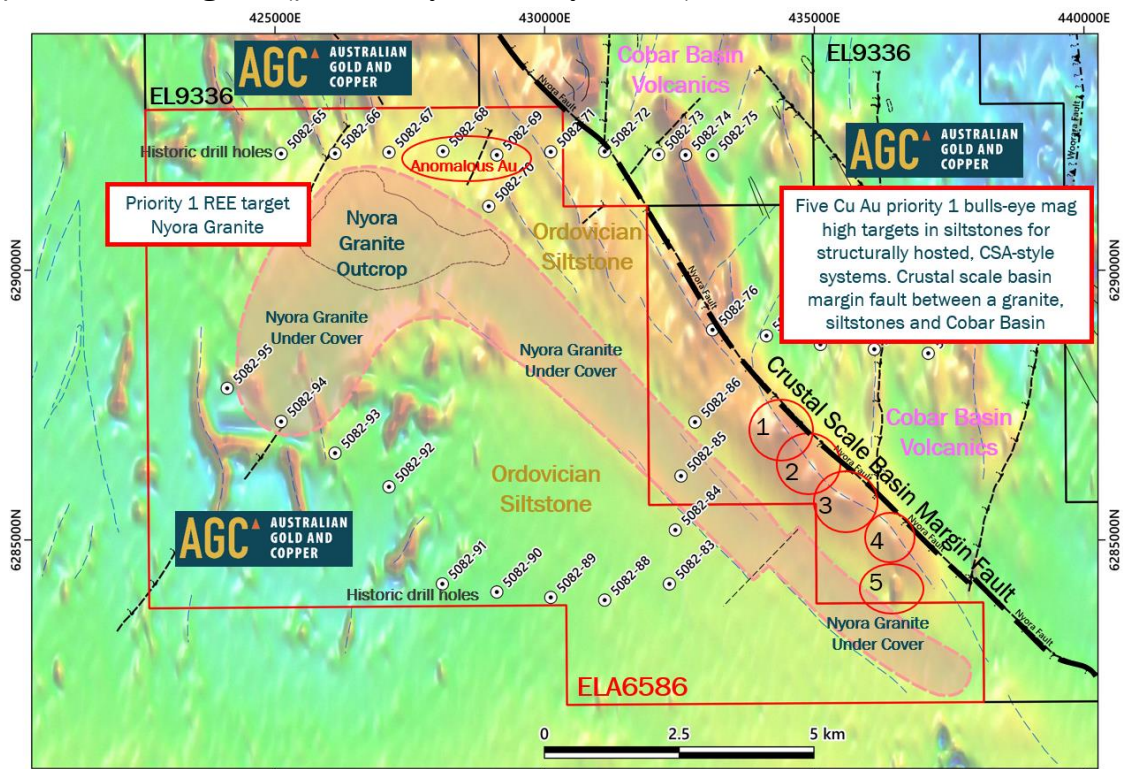 425000E
430000E
435000E
440000E
AGC AUSTRALIAN
GOLD AND
COPPER
EL9336
Cobar Basin
Volcanics
EL9336
Nyora Fault
Woorara Fault
AGC AUSTRALIAN
GOLD AND
COPPER
Historic drill holes
5082-65
5082-66
5082-67
5082-68
5082-69
5082-71
5082-72
5082-73
5082-74
5082-75
Anomalous Au
5082-70
Priority 1 REE target
Nyora Granite
Nyora
Granite
Outcrop
Ordovician
Siltstone
Five Cu Au priority 1 bulls-eye mag
high targets in siltstones for
structurally hosted, CSA-style
systems. Crustal scale basin
margin fault between a granite,
siltstones and Cobar Basin
6290000N
6290000N
Nyora Fault
5082-76
Nyora Granite
Under Cover
Nyora Granite
Under Cover
5082-95
5082-94
5082-93
5082-92
5082-86
5082-85
5082-84
5082-83
Crustal Scale Basin Margin Fault
Cobar Basin
Volcanics
1
2
3
4
5
Nyora Fault
Nyora Fault
Nyora Fault
Ordovician
Siltstone
AGC AUSTRALIAN
GOLD AND
COPPER
6285000N
6285000N
5082-91
5082-90
5082-89
5082-88
Historic drill holes
Nyora Granite
Under Cover
ELA6586
0
2.5
5 km